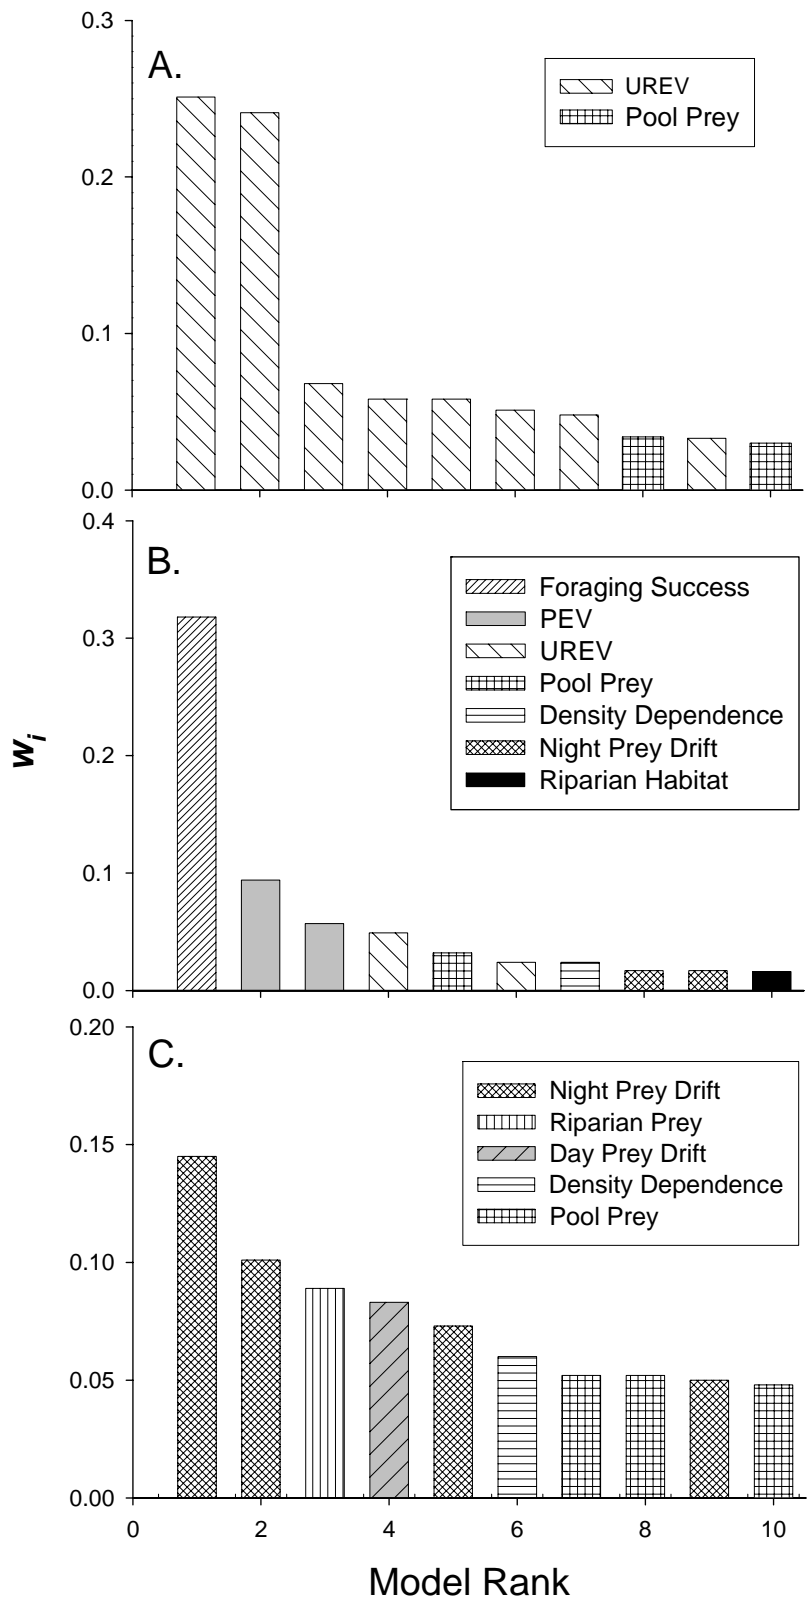 A.
0.3
0.2
0.1
0.0
UREV
Pool Prey
B.
0.4
0.3
0.2
0.1
0.0
Foraging Success
PEV
UREV
Pool Prey
Density Dependence
Night Prey Drift
Riparian Habitat
wi
C.
0.20
0.15
0.10
0.05
0.00
Night Prey Drift
Riparian Prey
Day Prey Drift
Density Dependence
Pool Prey
0 2 4 6 8 10
Model Rank